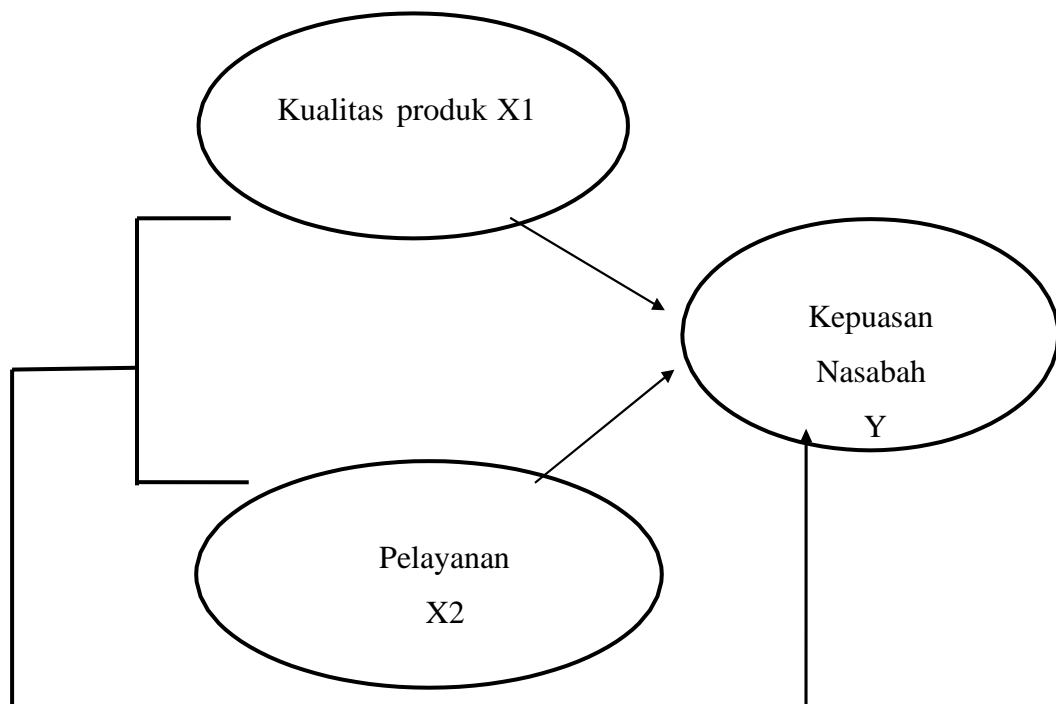 Kualitas produk X1
Kepuasan
Nasabah
Y
Pelayanan
X2